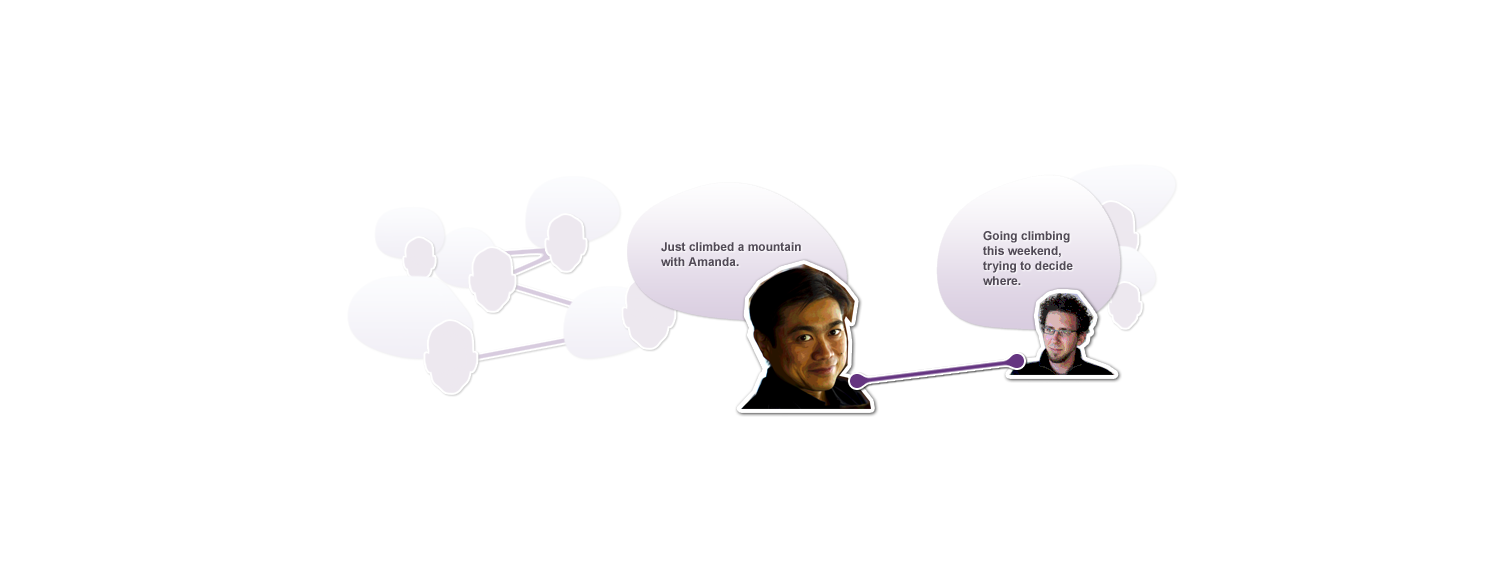 Just climbed a mountain
with Amanda.
Going climbing
this weekend,
trying to decide
where.